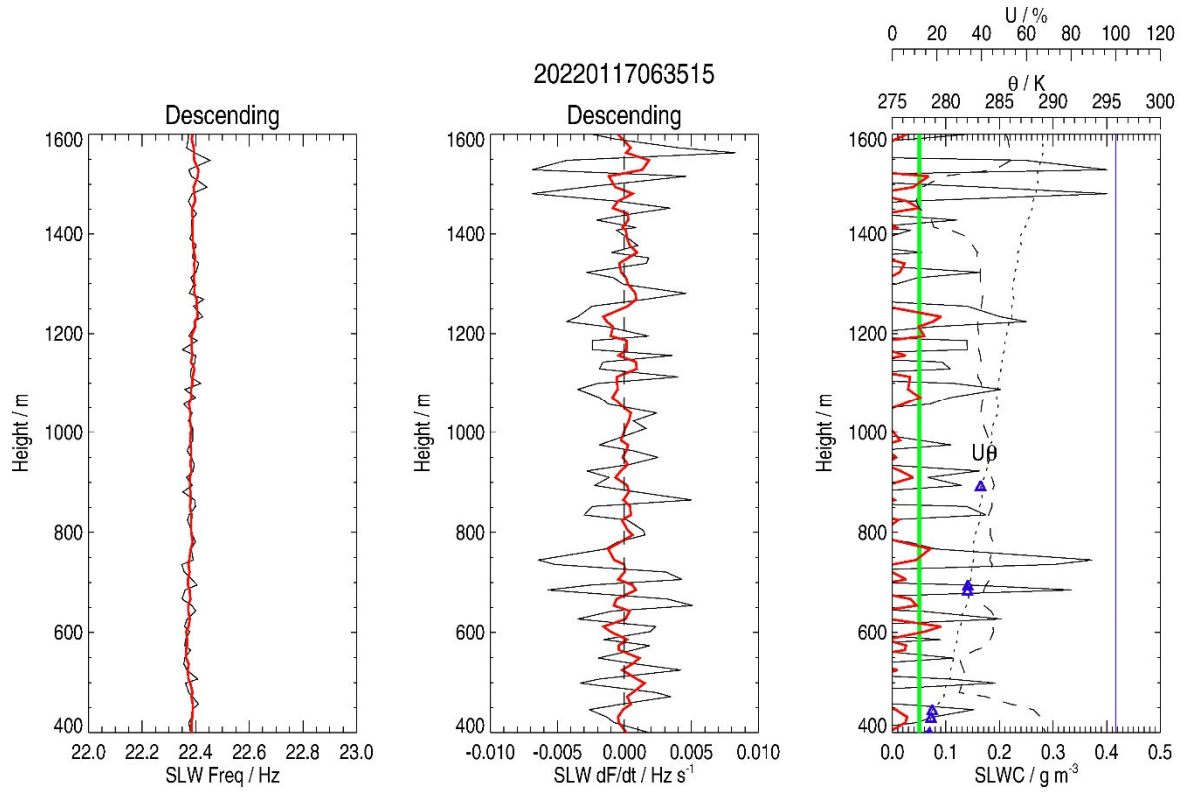 U / %
0 20 40 60 80 100 120
20220117063515
θ / K
Descending
Descending
275 280 285 290 295 300
1600 1600 1600
1400 1400 1400
1200 1200 1200
1000 1000 1000
800 800 800
600 600 600
400 400 400
Height / m
Height / m
Height / m
Uθ
22.0 22.2 22.4 22.6 22.8 23.0
-0.010 -0.005 0.000 0.005 0.010
0.0 0.1 0.2 0.3 0.4 0.5
SLW Freq / Hz
SLW dF/dt / Hz s⁻¹
SLWC / g m⁻³